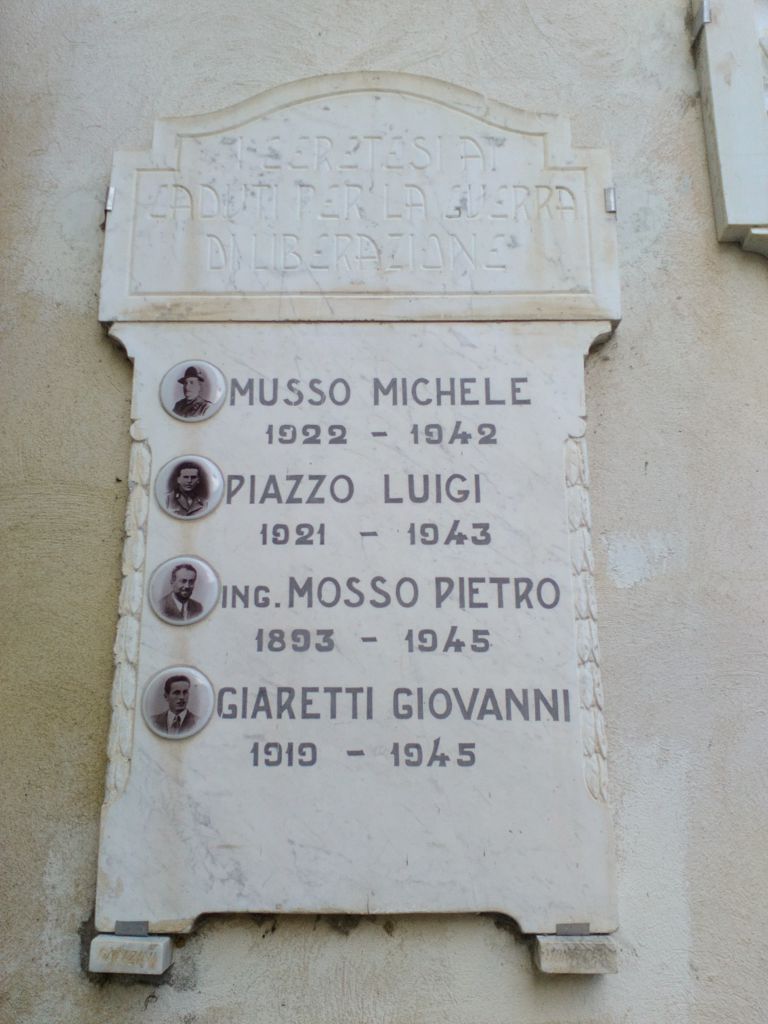 I CERETESI AI
CADUTI PER LA GUERRA
DI LIBERAZIONE
MUSSO MICHELE
1922 - 1942
PIAZZO LUIGI
1921 - 1943
ING. MOSSO PIETRO
1893 - 1945
GIARETTI GIOVANNI
1919 - 1945